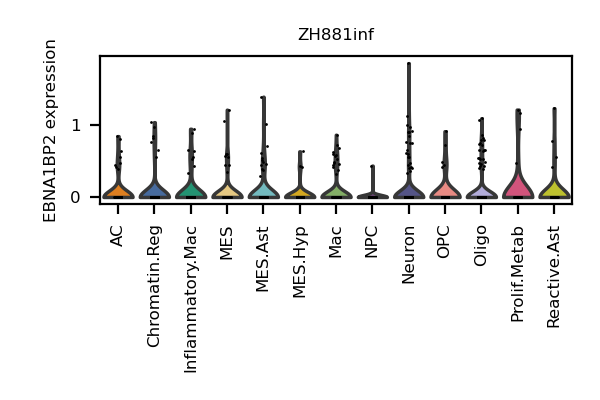 ZH881inf
EBNA1BP2 expression
1
0
AC
Chromatin.Reg
Inflammatory.Mac
MES
MES.Ast
MES.Hyp
Mac
NPC
Neuron
OPC
Oligo
Prolif.Metab
Reactive.Ast